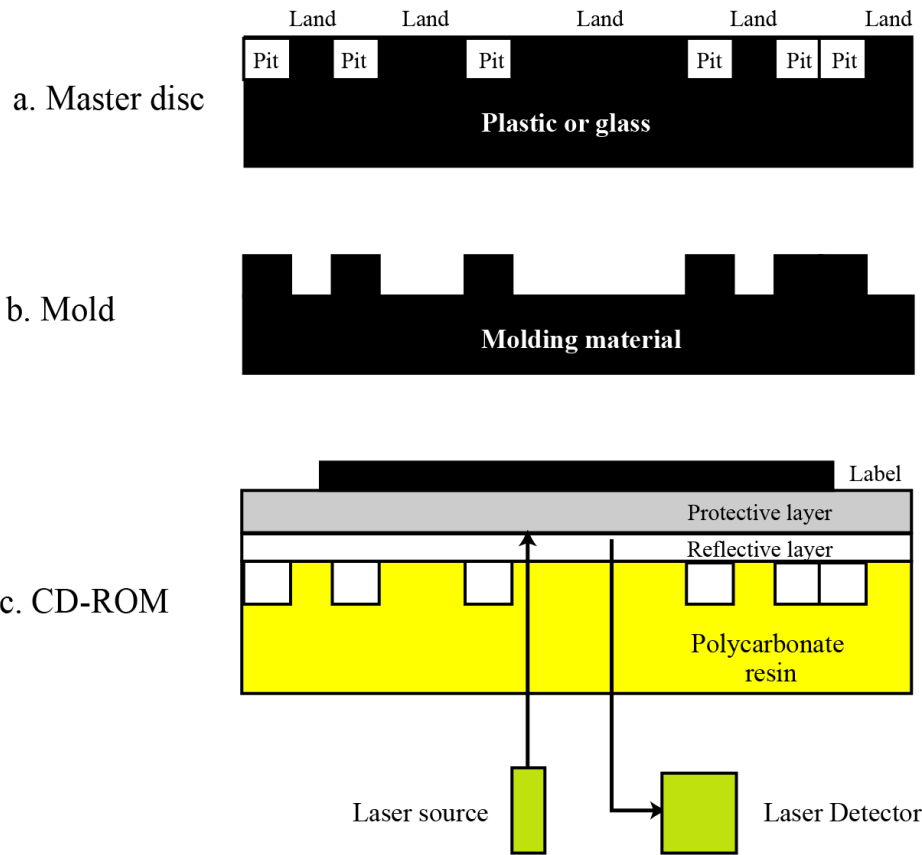 Land Land Land Land Land
Pit Pit Pit Pit Pit Pit
a. Master disc
Plastic or glass
b. Mold
Molding material
Label
Protective layer
Reflective layer
c. CD-ROM
Polycarbonate
resin
Laser source
Laser Detector